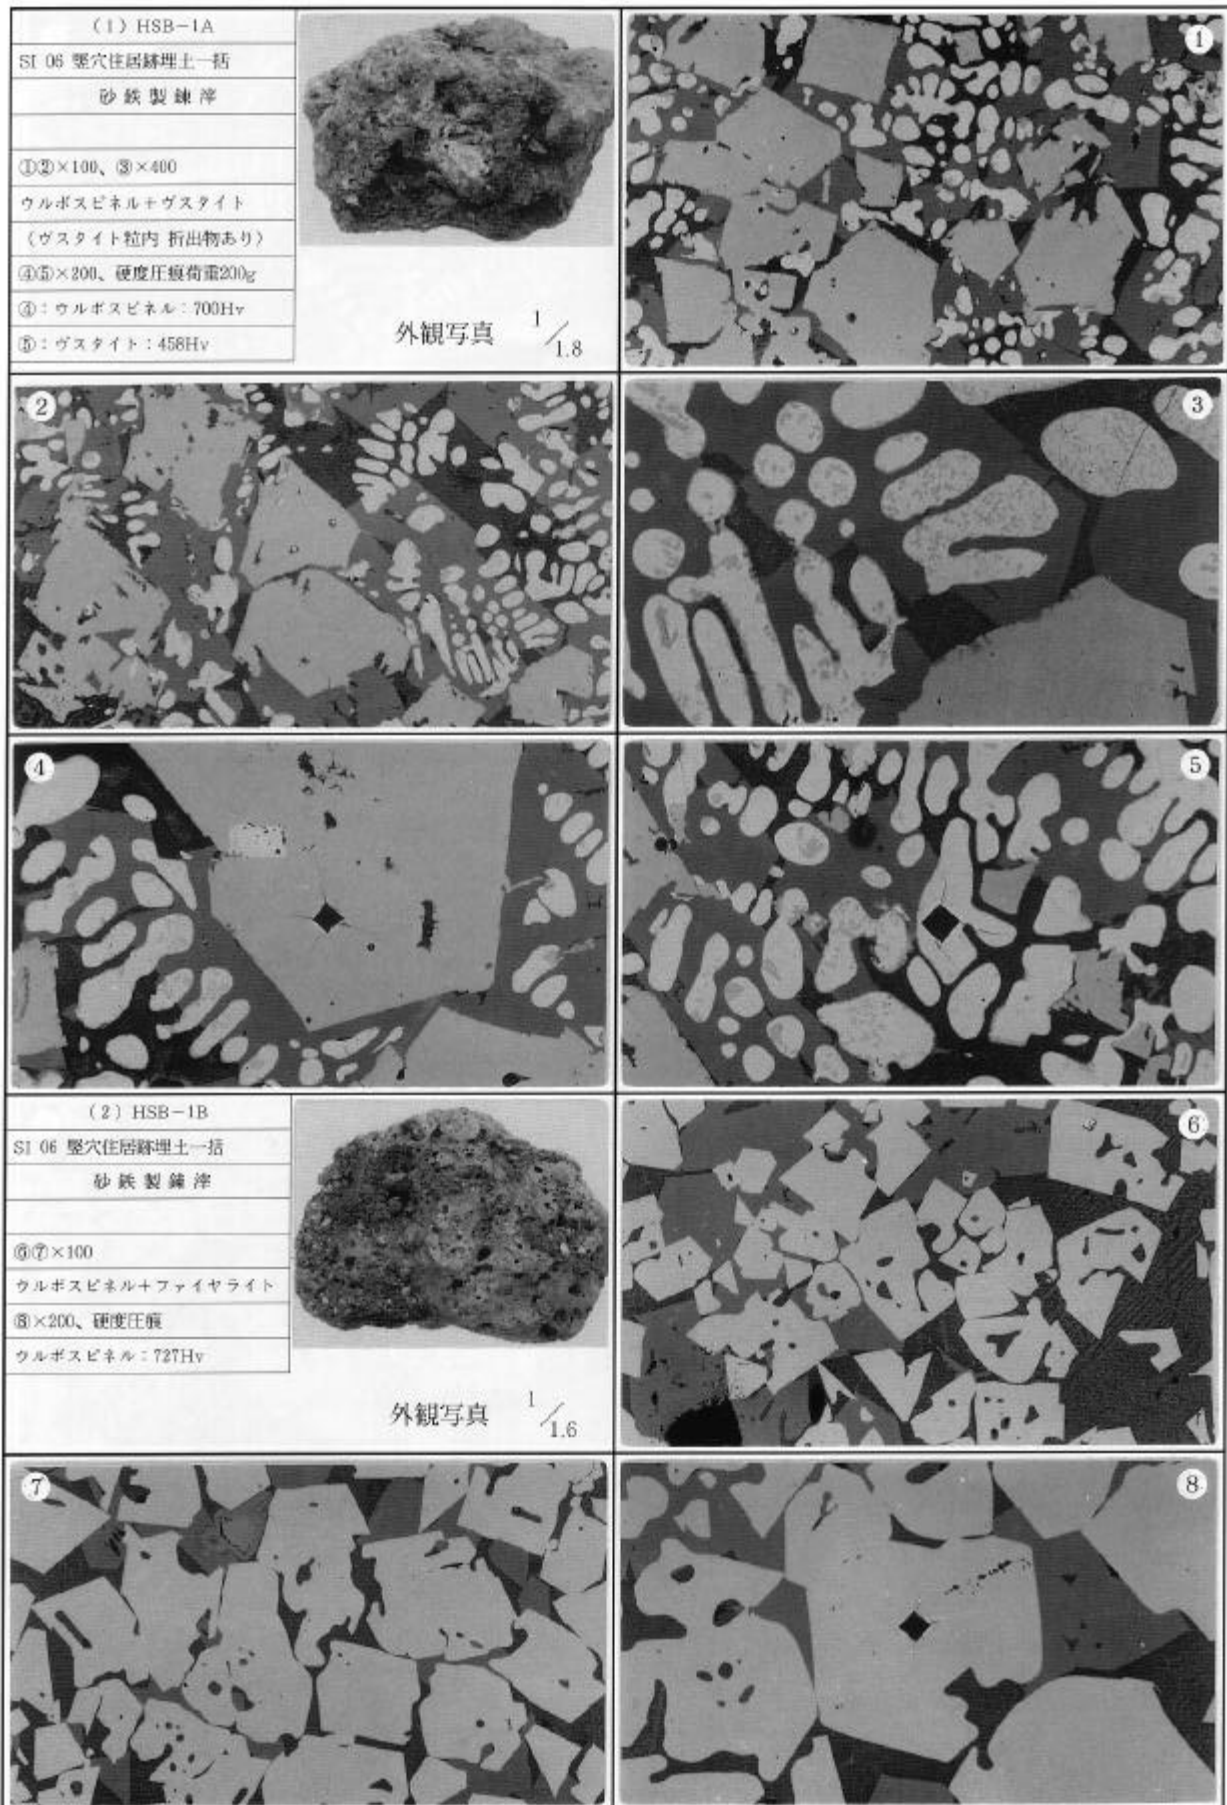 (1) HSB-1A
SI 06 竪穴住居跡埋土一括
砂鉄製錬滓
①②×100、③×400
ウルボスピネル+ヴスタイト
(ヴスタイト粒内 折出物あり)
④⑤×200、硬度圧痕荷重200g
④:ウルボスピネル:700Hv
⑤:ヴスタイト:458Hv
外観写真 1/1.8
①
②
③
④
⑤
(2) HSB-1B
SI 06 竪穴住居跡埋土一括
砂鉄製錬滓
⑥⑦×100
ウルボスピネル+ファイヤライト
⑧×200、硬度圧痕
ウルボスピネル:727Hv
外観写真 1/1.6
⑥
⑦
⑧